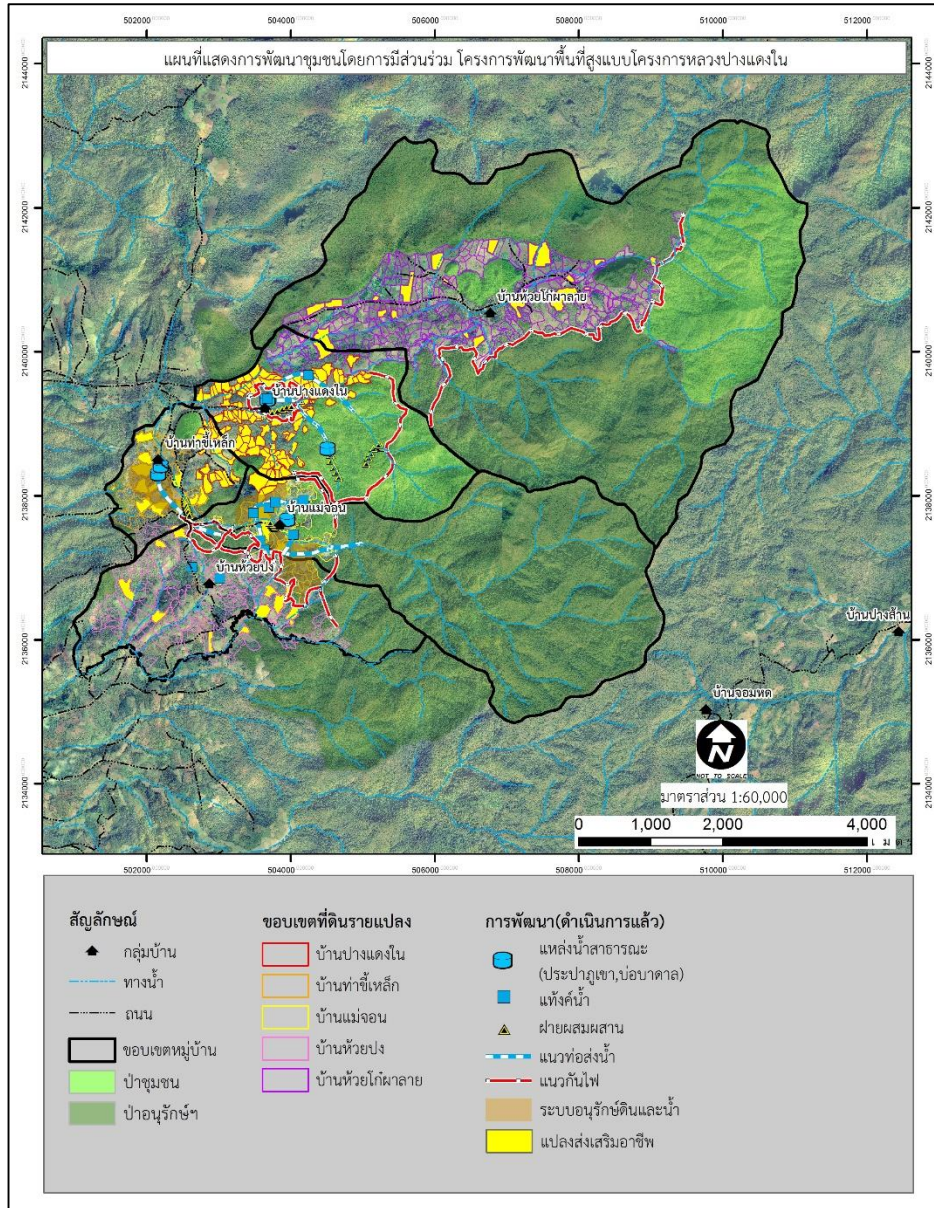 502000 504000 506000 508000 510000 512000
แผนที่แสดงการพัฒนาชุมชนโดยการมีส่วนร่วม โครงการพัฒนาพื้นที่สูงแบบโครงการหลวงปางแดงใน
2144000 2144000
2142000 2142000
บ้านห้วยโก๋ผาลาย
2140000 2140000
บ้านปางแดงใน
บ้านท่าขี้เหล็ก
2138000 2138000
บ้านแม่จอน
บ้านห้วยปง
บ้านปางล้าน
2136000 2136000
บ้านจอมหด
N
NOT TO SCALE
2134000 2134000
มาตราส่วน 1:60,000
0 1,000 2,000 4,000
เมต
502000 504000 506000 508000 510000 512000
สัญลักษณ์
กลุ่มบ้าน
ทางน้ำ
ถนน
ขอบเขตหมู่บ้าน
ป่าชุมชน
ป่าอนุรักษ์ฯ
ขอบเขตที่ดินรายแปลง
บ้านปางแดงใน
บ้านท่าขี้เหล็ก
บ้านแม่จอน
บ้านห้วยปง
บ้านห้วยโก๋ผาลาย
การพัฒนา(ดำเนินการแล้ว)
แหล่งน้ำสาธารณะ
(ประปาภูเขา,บ่อบาดาล)
แท้งค์น้ำ
ฝายผสมผสาน
แนวท่อส่งน้ำ
แนวกันไฟ
ระบบอนุรักษ์ดินและน้ำ
แปลงส่งเสริมอาชีพ